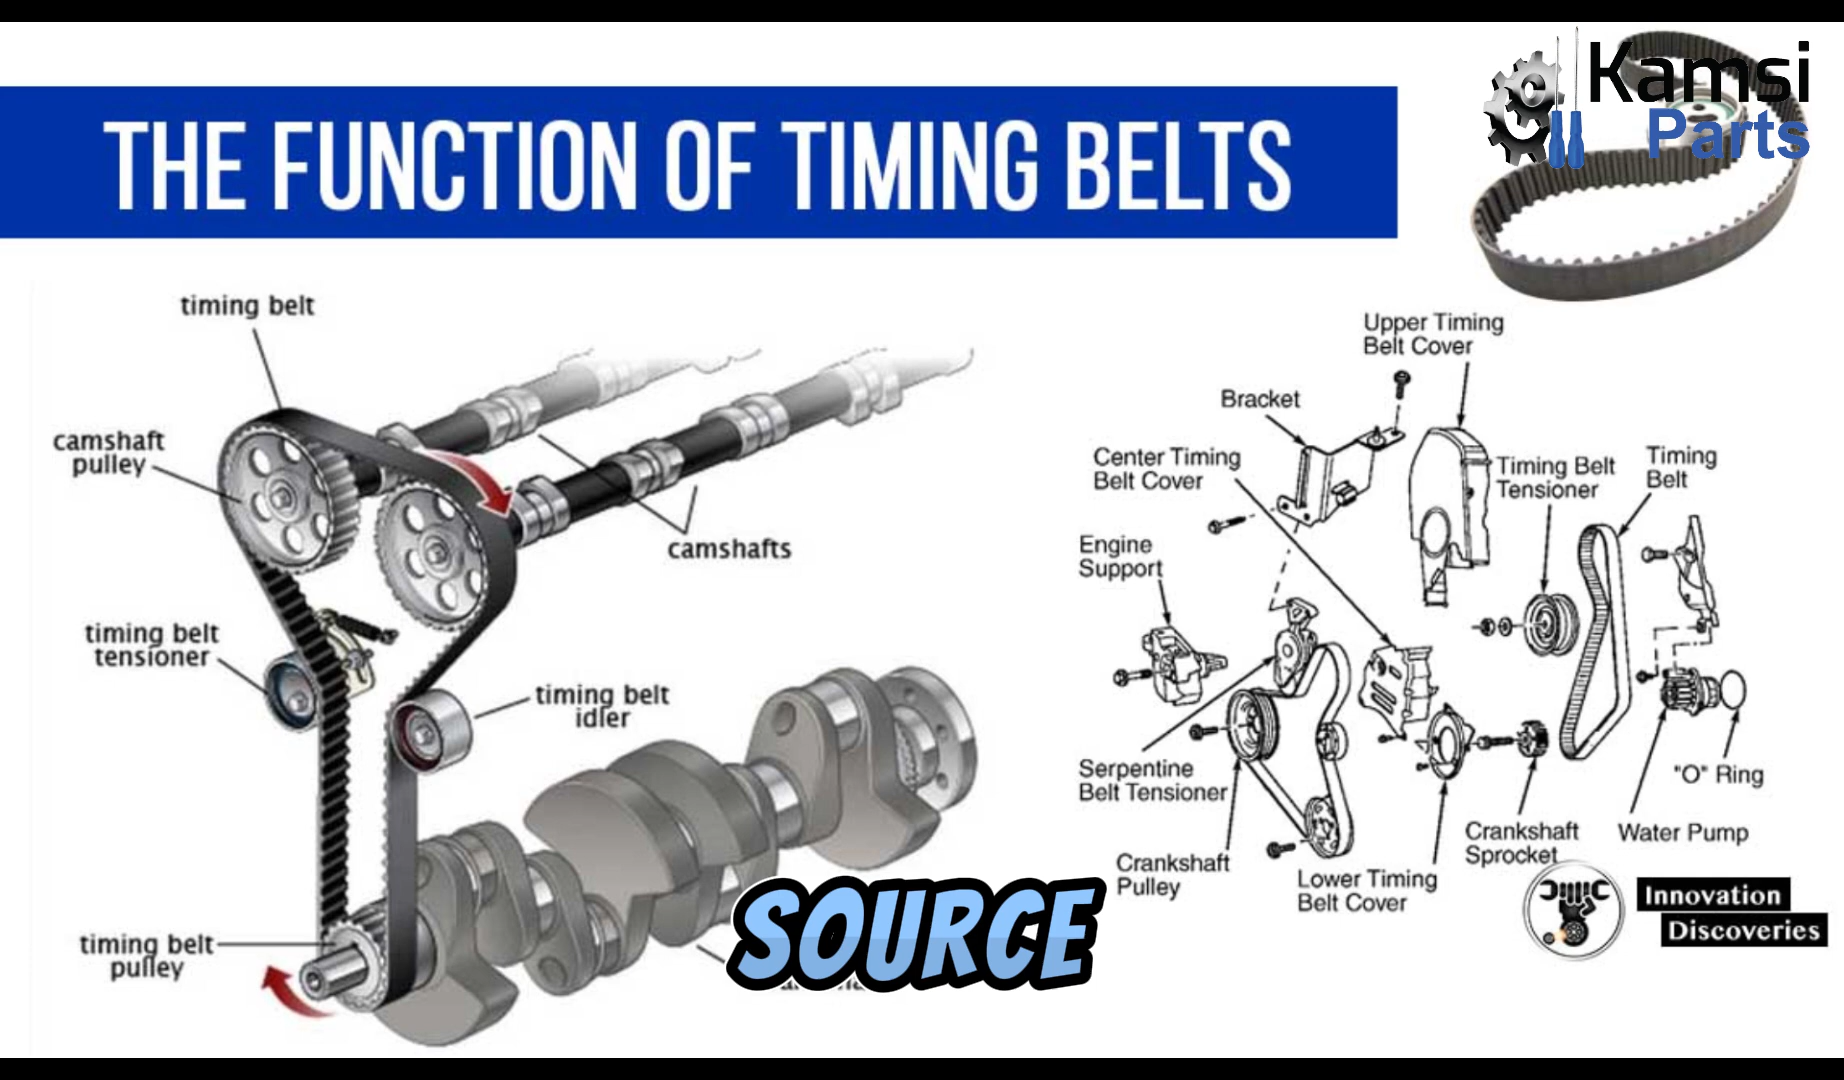 Kamsi
Parts
THE FUNCTION OF TIMING BELTS
timing belt
camshaft
pulley
camshafts
timing belt
tensioner
timing belt
idler
timing belt
pulley
Upper Timing
Belt Cover
Bracket
Center Timing
Belt Cover
Timing Belt
Tensioner
Timing
Belt
Engine
Support
Serpentine
Belt Tensioner
"O" Ring
Crankshaft
Sprocket
Water Pump
Crankshaft
Pulley
Lower Timing
Belt Cover
SOURCE
Innovation
Discoveries